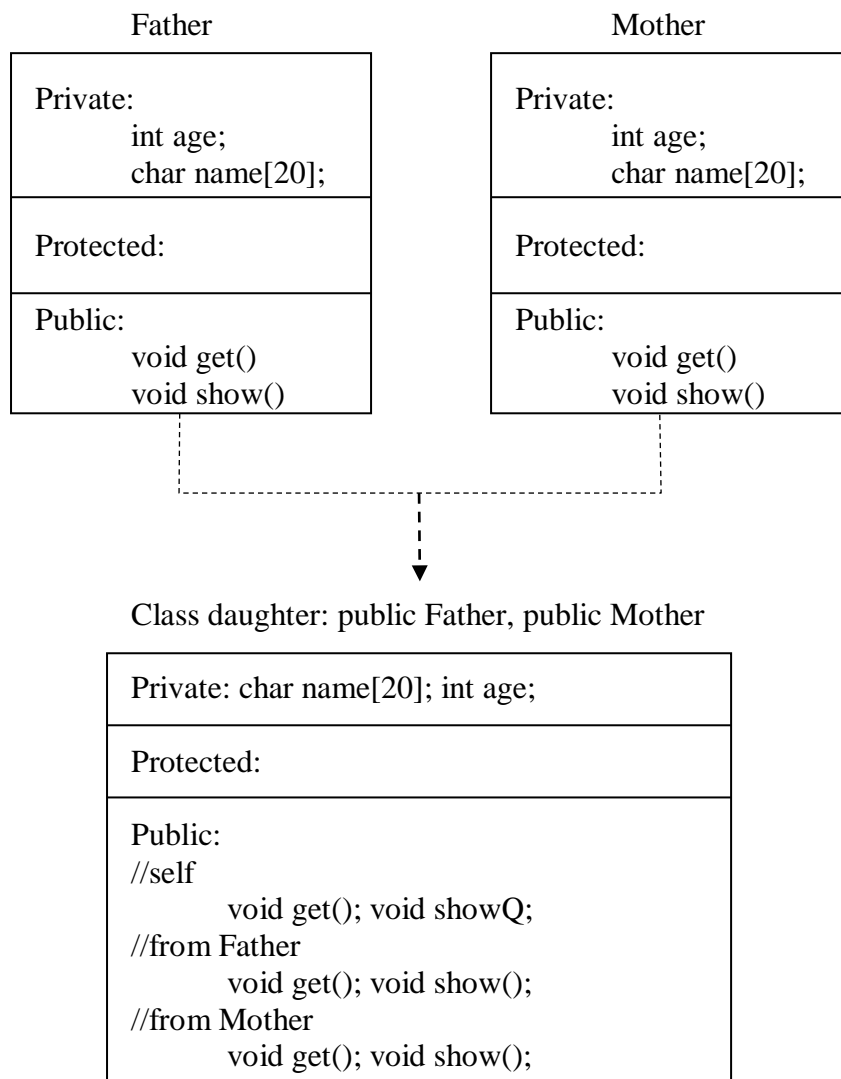 Father
Private:
int age;
char name[20];
Protected:
Public:
void get()
void show()
Mother
Private:
int age;
char name[20];
Protected:
Public:
void get()
void show()
Class daughter: public Father, public Mother
Private: char name[20]; int age;
Protected:
Public:
//self
void get(); void showQ;
//from Father
void get(); void show();
//from Mother
void get(); void show();